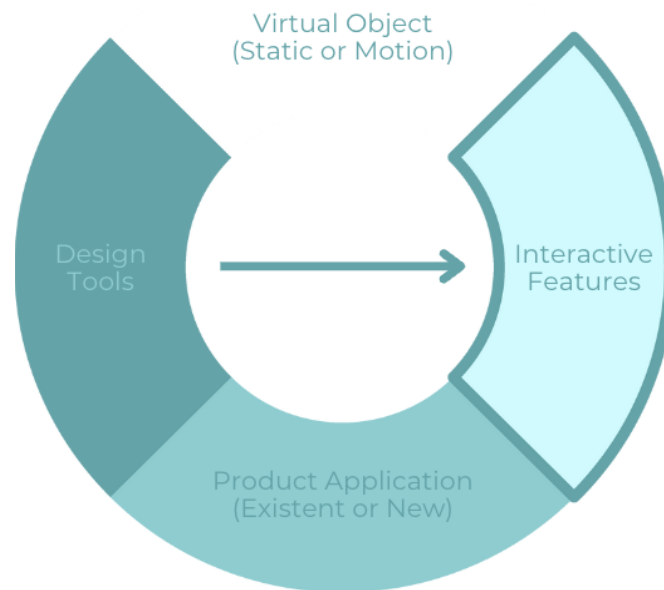 Virtual Object
(Static or Motion)
Design
Tools
Interactive
Features
Product Application
(Existent or New)